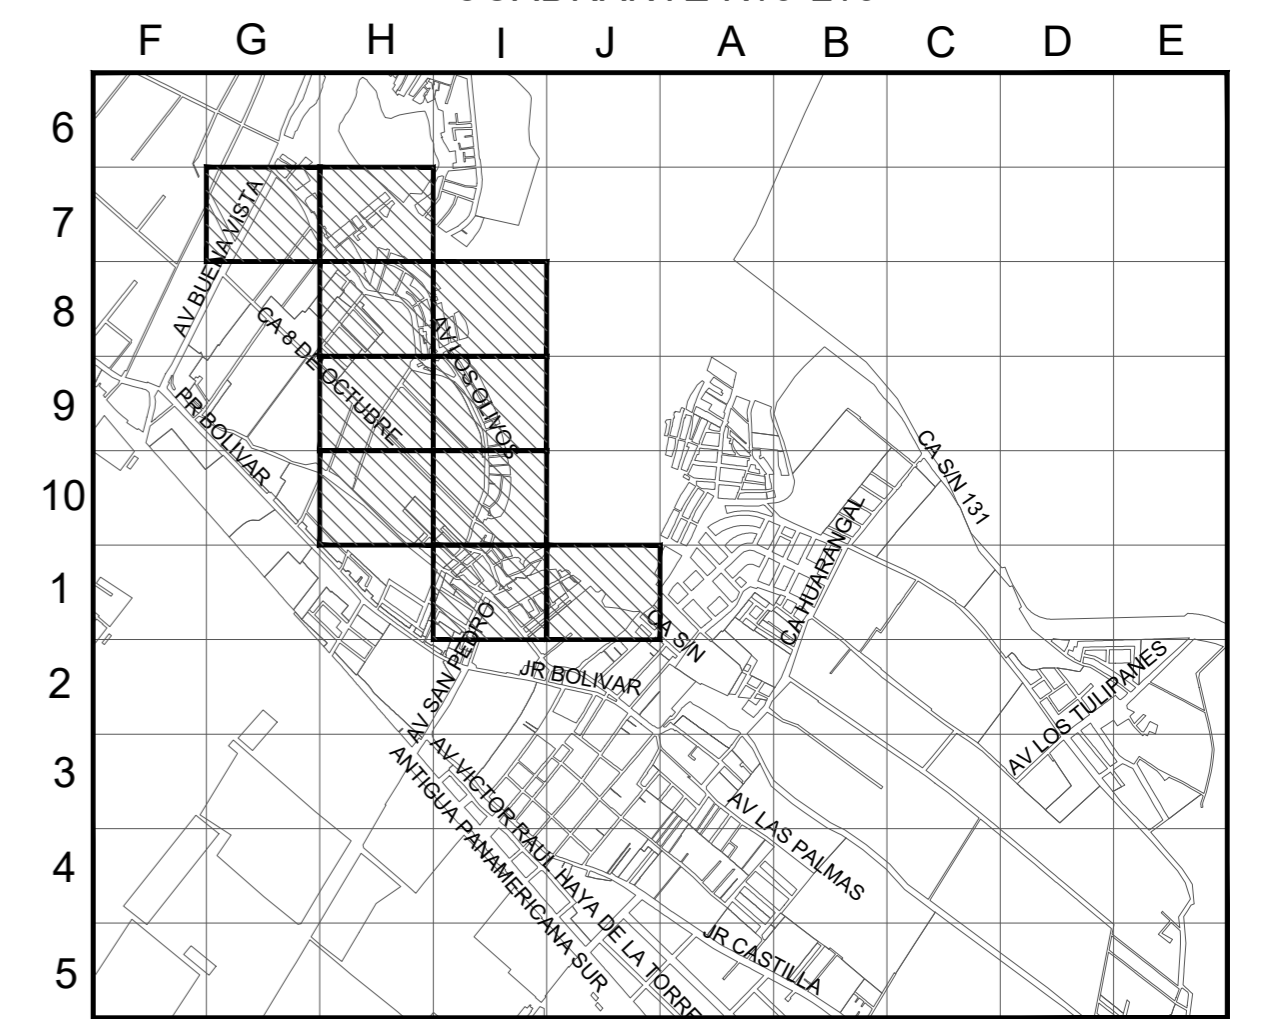 F G H I J A B C D E
6
7
8
9
10
1
2
3
4
5
AV BUENA VISTA
CA 8 DE OCTUBRE
AV LOS OLIVOS
PR BOLIVAR
CA S/N 131
CA HUARANGAL
CA S/N
AV SAN PEDRO
JR BOLIVAR
AV LOS TULIPANES
AV VICTOR RAUL HAYA DE LA TORRE
ANTIGUA PANAMERICANA SUR
AV LAS PALMAS
JR CASTILLA